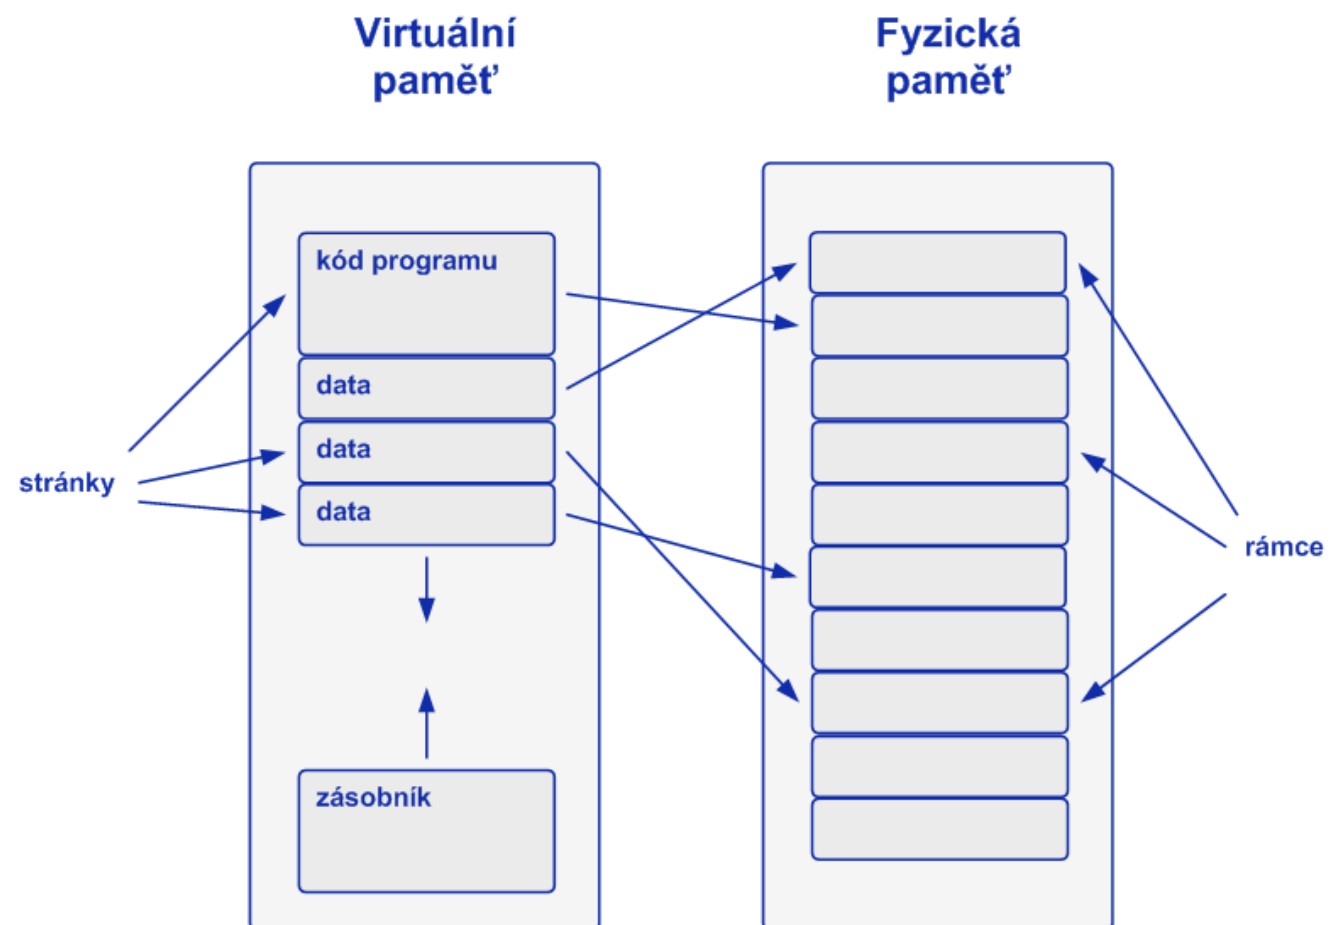 Virtuální
paměť
Fyzická
paměť
kód programu
data
data
stránky
data
rámce
zásobník